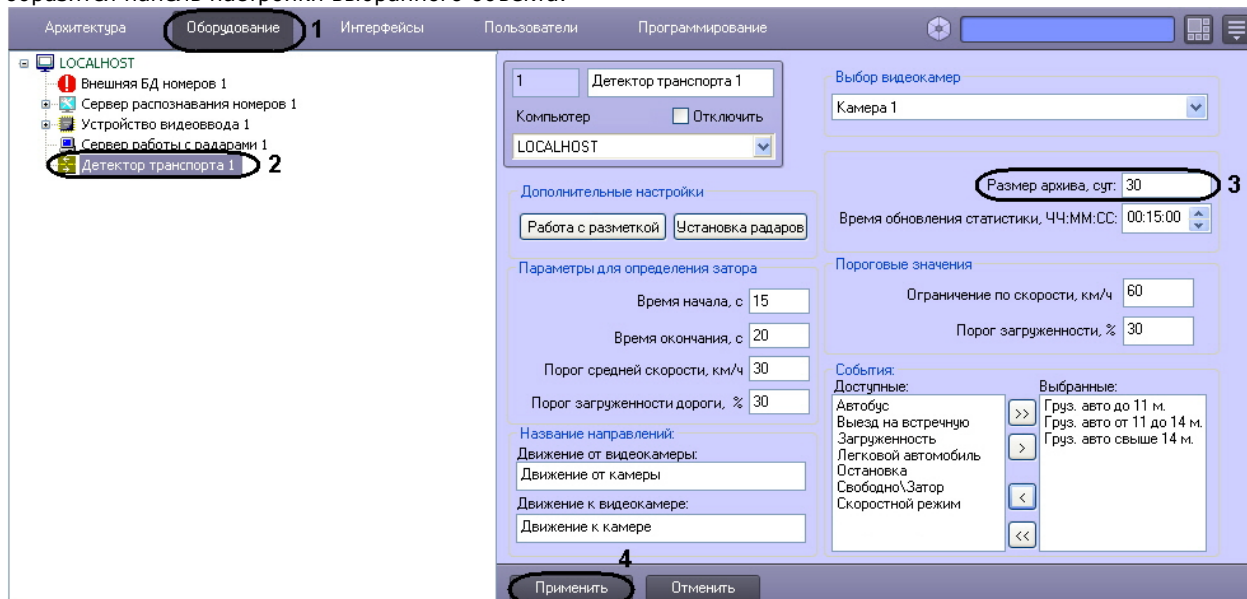 образится панель настройки выбранного объекта.
Архитектура Оборудование 1 Интерфейсы Пользователи Программирование
LOCALHOST
Внешняя БД номеров 1
Сервер распознавания номеров 1
Устройство видеоввода 1
Сервер работы с радарами 1
Детектор транспорта 1 2
1 Детектор транспорта 1
Компьютер Отключить
LOCALHOST
Дополнительные настройки
Работа с разметкой Установка радаров
Параметры для определения затора
Время начала, с 15
Время окончания, с 20
Порог средней скорости, км/ч 30
Порог загруженности дороги, % 30
Название направлений:
Движение от видеокамеры:
Движение от камеры
Движение к видеокамере:
Движение к камере
Выбор видеокамер
Камера 1
Размер архива, сут: 30 3
Время обновления статистики, ЧЧ:ММ:СС: 00:15:00
Пороговые значения
Ограничение по скорости, км/ч 60
Порог загруженности, % 30
События:
Доступные:
Автобус
Выезд на встречную
Загруженность
Легковой автомобиль
Остановка
Свободно\Затор
Скоростной режим
>>
>
<
<<
Выбранные:
Груз. авто до 11 м.
Груз. авто от 11 до 14 м.
Груз. авто свыше 14 м.
4
Применить Отменить